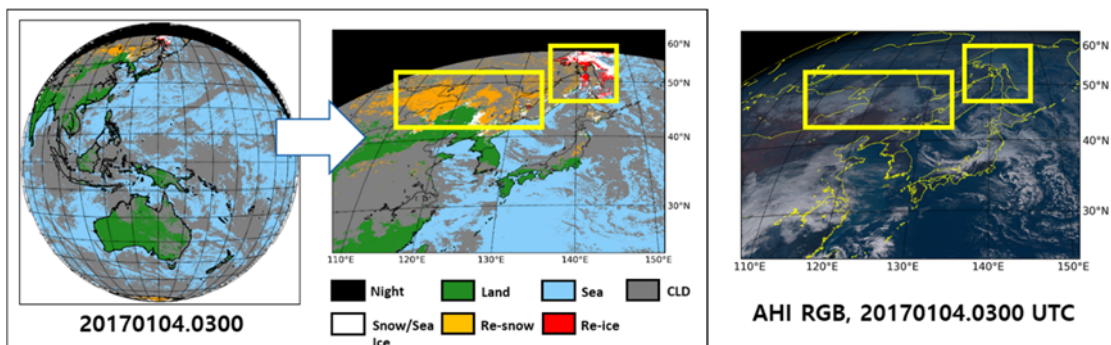 60°N
50°N
40°N
30°N
110°E 120°E 130°E 140°E 150°E
60°N
50°N
40°N
30°N
110°E 120°E 130°E 140°E 150°E
Night Land Sea CLD
Snow/Sea Ice Re-snow Re-ice
20170104.0300
AHI RGB, 20170104.0300 UTC